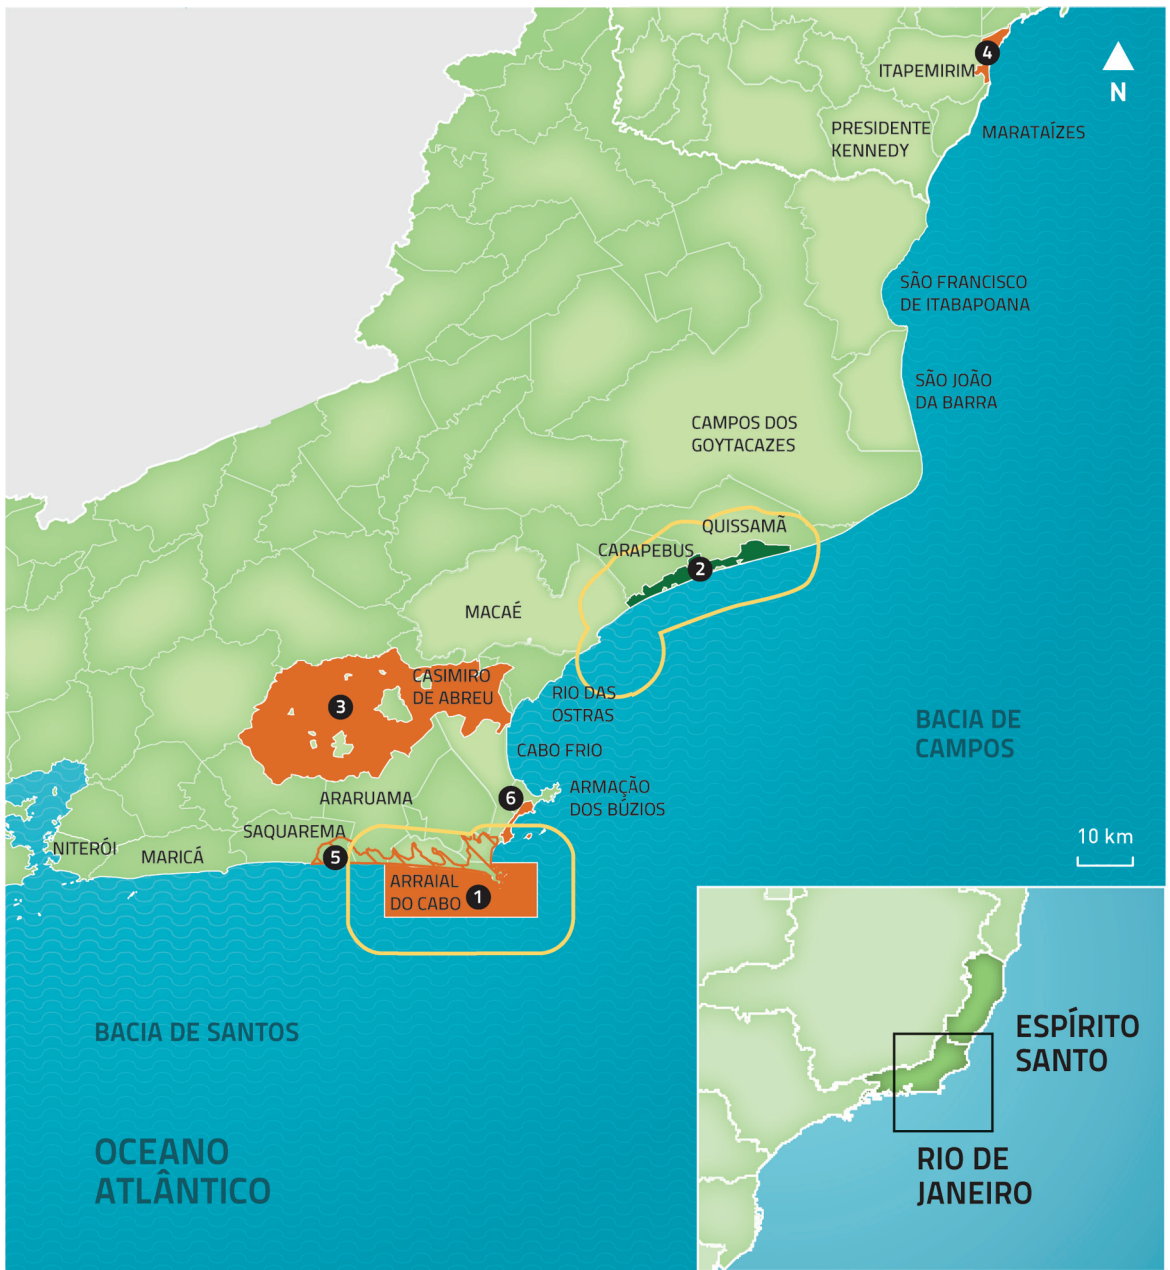 4
ITAPEMIRIM
N
PRESIDENTE
KENNEDY
MARATAÍZES
SÃO FRANCISCO
DE ITABAPOANA
SÃO JOÃO
DA BARRA
CAMPOS DOS
GOYTACAZES
QUISSAMÃ
CARAPEBUS
2
MACAÉ
CASIMIRO
DE ABREU
3
RIO DAS
OSTRAS
BACIA DE
CAMPOS
CABO FRIO
ARMAÇÃO
DOS BÚZIOS
6
ARARUAMA
SAQUAREMA
NITERÓI
MARICÁ
5
10 km
ARRAIAL
DO CABO
1
BACIA DE SANTOS
OCEANO
ATLÂNTICO
ESPÍRITO
SANTO
RIO DE
JANEIRO